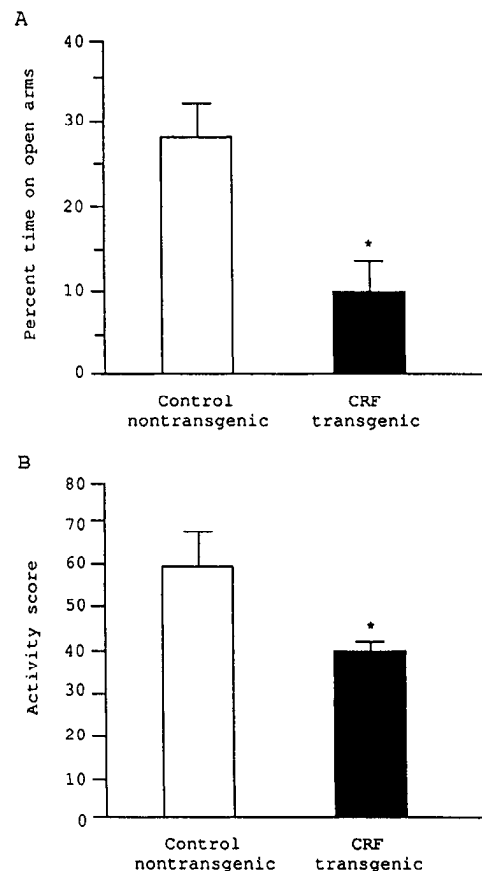 A
Percent time on open arms
40
30
20
10
0
*
Control
nontransgenic
CRF
transgenic
B
Activity score
80
70
60
50
40
30
20
10
0
*
Control
nontransgenic
CRF
transgenic